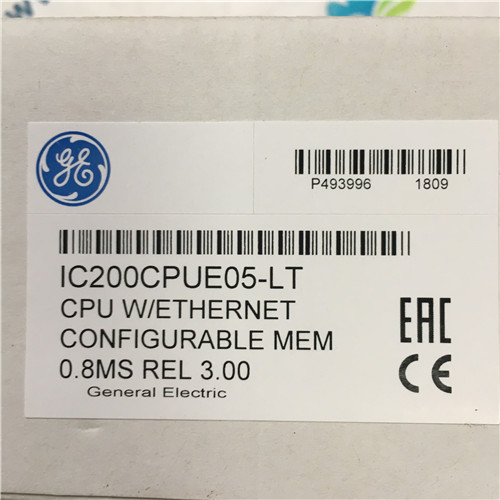 GE
P493996 1809
IC200CPUE05-LT
CPU W/ETHERNET
CONFIGURABLE MEM
0.8MS REL 3.00
General Electric
EAC
CE